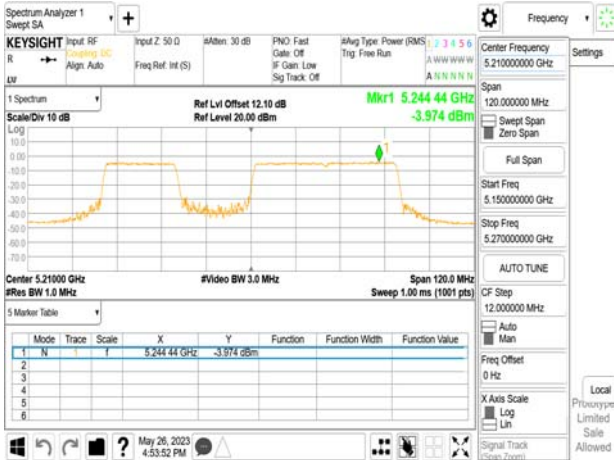 Spectrum Analyzer 1
Swept SA
+
Frequency
KEYSIGHT
R
Input: RF
Coupling: DC
Align: Auto
Input Z: 50 Ω
Freq Ref: Int (S)
#Atten: 30 dB
PNO: Fast
Gate: Off
IF Gain: Low
Sig Track: Off
#Avg Type: Power (RMS
Trig: Free Run
1 2 3 4 5 6
A W W W W W
A N N N N N
1 Spectrum
Scale/Div 10 dB
Ref Lvl Offset 12.10 dB
Ref Level 20.00 dBm
Mkr1 5.244 44 GHz
-3.974 dBm
Log
10.0
0.00
-10.0
-20.0
-30.0
-40.0
-50.0
-60.0
-70.0
1
Center 5.21000 GHz
#Res BW 1.0 MHz
#Video BW 3.0 MHz
Span 120.0 MHz
Sweep 1.00 ms (1001 pts)
5 Marker Table
Mode Trace Scale X Y Function Function Width Function Value
1 N 1 f 5.244 44 GHz -3.974 dBm
2
3
4
5
6
Center Frequency
5.210000000 GHz
Settings
Span
120.000000 MHz
Swept Span
Zero Span
Full Span
Start Freq
5.150000000 GHz
Stop Freq
5.270000000 GHz
AUTO TUNE
CF Step
12.000000 MHz
Auto
Man
Freq Offset
0 Hz
X Axis Scale
Log
Lin
Signal Track
(Span Zoom)
Local
Prototype
Limited
Sale
Allowed
?
May 26, 2023
4:53:52 PM